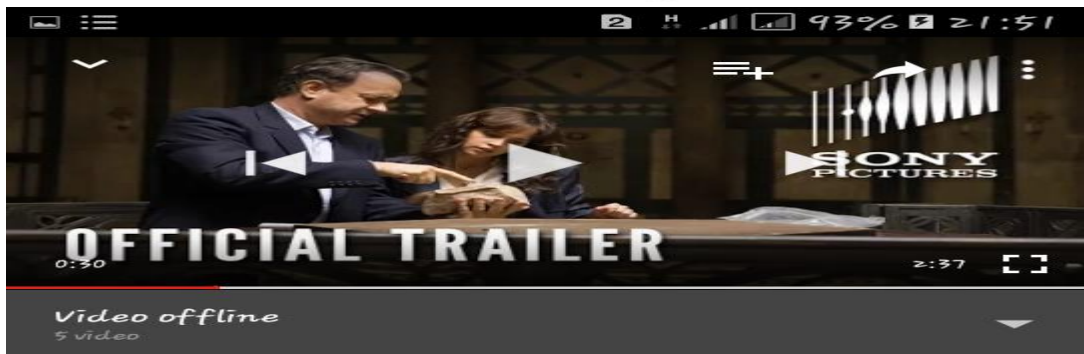 2 H 93% 21:51
SONY
PICTURES
OFFICIAL TRAILER
0:30 2:37
Video offline
5 video